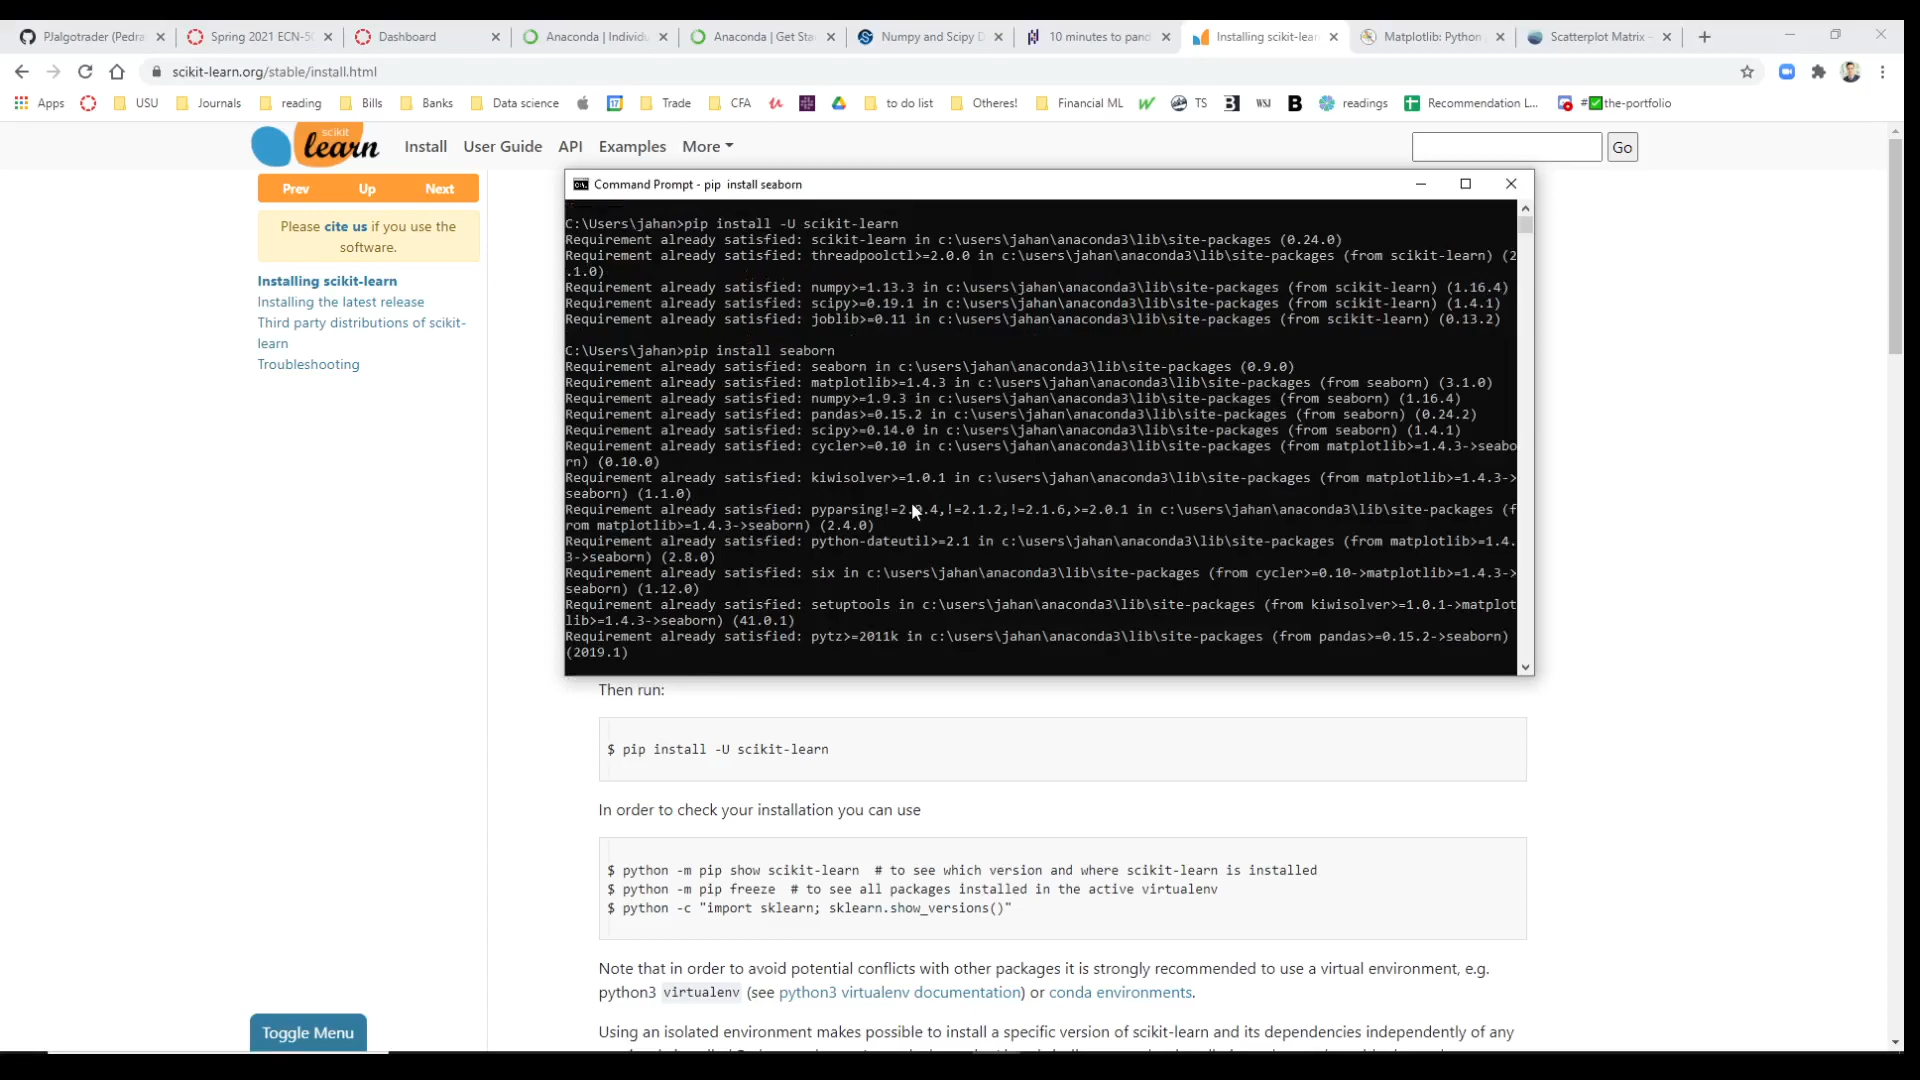 PJalgotrader (Pedra
Spring 2021 ECN-5
Dashboard
Anaconda | Individu
Anaconda | Get Sta
Numpy and Scipy D
10 minutes to pand
Installing scikit-lear
Matplotlib: Python
Scatterplot Matrix -
scikit-learn.org/stable/install.html
Apps
USU
Journals
reading
Bills
Banks
Data science
17
Trade
CFA
to do list
Otheres!
Financial ML
TS
WSJ
B
readings
Recommendation L...
#✅the-portfolio
scikit
learn
Install
User Guide
API
Examples
More
Go
Prev
Up
Next
Please cite us if you use the
software.
Installing scikit-learn
Installing the latest release
Third party distributions of scikit-
learn
Troubleshooting
Command Prompt - pip  install seaborn
C:\Users\jahan>pip install -U scikit-learn
Requirement already satisfied: scikit-learn in c:\users\jahan\anaconda3\lib\site-packages (0.24.0)
Requirement already satisfied: threadpoolctl>=2.0.0 in c:\users\jahan\anaconda3\lib\site-packages (from scikit-learn) (2
.1.0)
Requirement already satisfied: numpy>=1.13.3 in c:\users\jahan\anaconda3\lib\site-packages (from scikit-learn) (1.16.4)
Requirement already satisfied: scipy>=0.19.1 in c:\users\jahan\anaconda3\lib\site-packages (from scikit-learn) (1.4.1)
Requirement already satisfied: joblib>=0.11 in c:\users\jahan\anaconda3\lib\site-packages (from scikit-learn) (0.13.2)
C:\Users\jahan>pip install seaborn
Requirement already satisfied: seaborn in c:\users\jahan\anaconda3\lib\site-packages (0.9.0)
Requirement already satisfied: matplotlib>=1.4.3 in c:\users\jahan\anaconda3\lib\site-packages (from seaborn) (3.1.0)
Requirement already satisfied: numpy>=1.9.3 in c:\users\jahan\anaconda3\lib\site-packages (from seaborn) (1.16.4)
Requirement already satisfied: pandas>=0.15.2 in c:\users\jahan\anaconda3\lib\site-packages (from seaborn) (0.24.2)
Requirement already satisfied: scipy>=0.14.0 in c:\users\jahan\anaconda3\lib\site-packages (from seaborn) (1.4.1)
Requirement already satisfied: cycler>=0.10 in c:\users\jahan\anaconda3\lib\site-packages (from matplotlib>=1.4.3->seabo
rn) (0.10.0)
Requirement already satisfied: kiwisolver>=1.0.1 in c:\users\jahan\anaconda3\lib\site-packages (from matplotlib>=1.4.3->
seaborn) (1.1.0)
Requirement already satisfied: pyparsing!=2. .4,!=2.1.2,!=2.1.6,>=2.0.1 in c:\users\jahan\anaconda3\lib\site-packages (f
rom matplotlib>=1.4.3->seaborn) (2.4.0)
Requirement already satisfied: python-dateutil>=2.1 in c:\users\jahan\anaconda3\lib\site-packages (from matplotlib>=1.4.
3->seaborn) (2.8.0)
Requirement already satisfied: six in c:\users\jahan\anaconda3\lib\site-packages (from cycler>=0.10->matplotlib>=1.4.3->
seaborn) (1.12.0)
Requirement already satisfied: setuptools in c:\users\jahan\anaconda3\lib\site-packages (from kiwisolver>=1.0.1->matplot
lib>=1.4.3->seaborn) (41.0.1)
Requirement already satisfied: pytz>=2011k in c:\users\jahan\anaconda3\lib\site-packages (from pandas>=0.15.2->seaborn)
(2019.1)
Then run:
$ pip install -U scikit-learn
In order to check your installation you can use
$ python -m pip show scikit-learn  # to see which version and where scikit-learn is installed
$ python -m pip freeze  # to see all packages installed in the active virtualenv
$ python -c "import sklearn; sklearn.show_versions()"
Note that in order to avoid potential conflicts with other packages it is strongly recommended to use a virtual environment, e.g.
python3 virtualenv (see python3 virtualenv documentation) or conda environments.
Using an isolated environment makes possible to install a specific version of scikit-learn and its dependencies independently of any
Toggle Menu